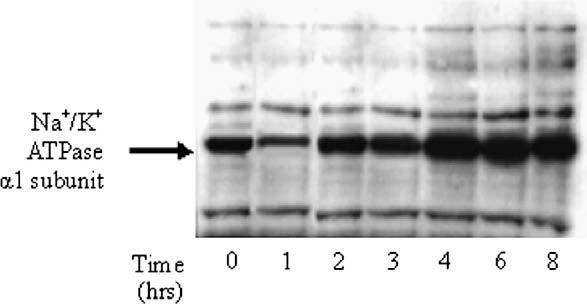 Na⁺/K⁺
ATPase
α1 subunit
Time 0 1 2 3 4 6 8
(hrs)